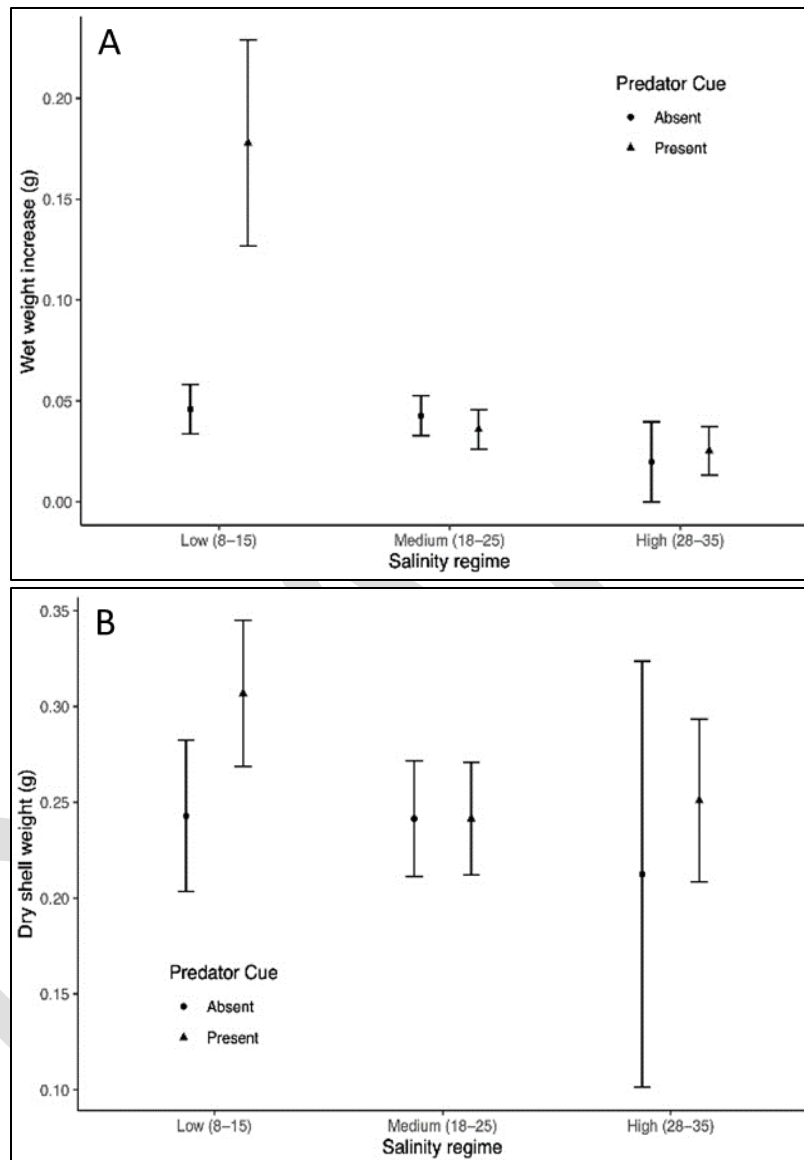 A
Predator Cue
Absent
Present
Wet weight increase (g)
0.20
0.15
0.10
0.05
0.00
Low (8–15) Medium (18–25) High (28–35)
Salinity regime
B
Dry shell weight (g)
0.35
0.30
0.25
0.20
0.15
0.10
Predator Cue
Absent
Present
Low (8–15) Medium (18–25) High (28–35)
Salinity regime